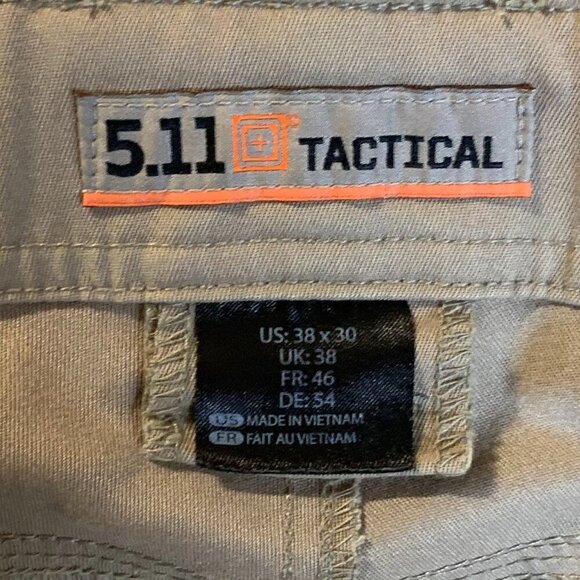 5.11 TACTICAL
US: 38 x 30
UK: 38
FR: 46
DE: 54
US MADE IN VIETNAM
FR FAIT AU VIETNAM